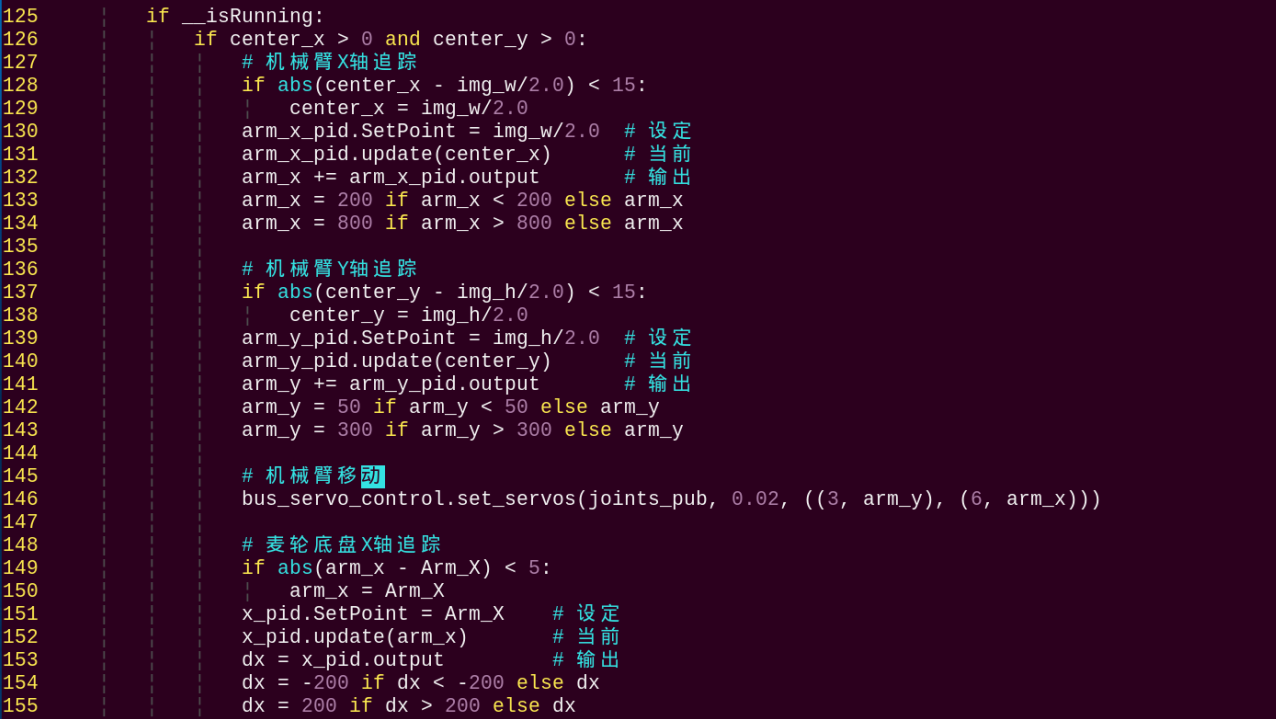 125 if __isRunning:
126 if center_x > 0 and center_y > 0:
127 # 机械臂X轴追踪
128 if abs(center_x - img_w/2.0) < 15:
129 center_x = img_w/2.0
130 arm_x_pid.SetPoint = img_w/2.0 # 设定
131 arm_x_pid.update(center_x) # 当前
132 arm_x += arm_x_pid.output # 输出
133 arm_x = 200 if arm_x < 200 else arm_x
134 arm_x = 800 if arm_x > 800 else arm_x
135
136 # 机械臂Y轴追踪
137 if abs(center_y - img_h/2.0) < 15:
138 center_y = img_h/2.0
139 arm_y_pid.SetPoint = img_h/2.0 # 设定
140 arm_y_pid.update(center_y) # 当前
141 arm_y += arm_y_pid.output # 输出
142 arm_y = 50 if arm_y < 50 else arm_y
143 arm_y = 300 if arm_y > 300 else arm_y
144
145 # 机械臂移动
146 bus_servo_control.set_servos(joints_pub, 0.02, ((3, arm_y), (6, arm_x)))
147
148 # 麦轮底盘X轴追踪
149 if abs(arm_x - Arm_X) < 5:
150 arm_x = Arm_X
151 x_pid.SetPoint = Arm_X # 设定
152 x_pid.update(arm_x) # 当前
153 dx = x_pid.output # 输出
154 dx = -200 if dx < -200 else dx
155 dx = 200 if dx > 200 else dx